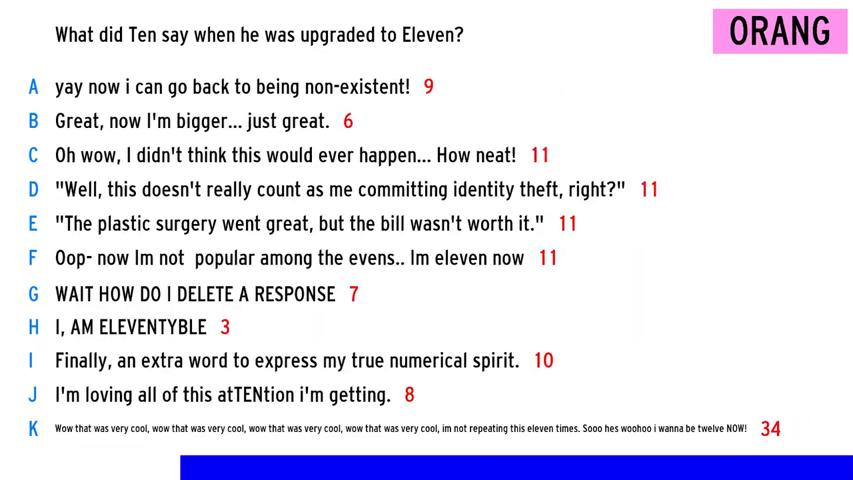 What did Ten say when he was upgraded to Eleven?
ORANG
A yay now i can go back to being non-existent! 9
B Great, now I'm bigger... just great. 6
C Oh wow, I didn't think this would ever happen... How neat! 11
D "Well, this doesn't really count as me committing identity theft, right?" 11
E "The plastic surgery went great, but the bill wasn't worth it." 11
F Oop- now Im not  popular among the evens.. Im eleven now 11
G WAIT HOW DO I DELETE A RESPONSE 7
H I, AM ELEVENTYBLE 3
I Finally, an extra word to express my true numerical spirit. 10
J I'm loving all of this atTENtion i'm getting. 8
K Wow that was very cool, wow that was very cool, wow that was very cool, wow that was very cool, im not repeating this eleven times. Sooo hes woohoo i wanna be twelve NOW! 34